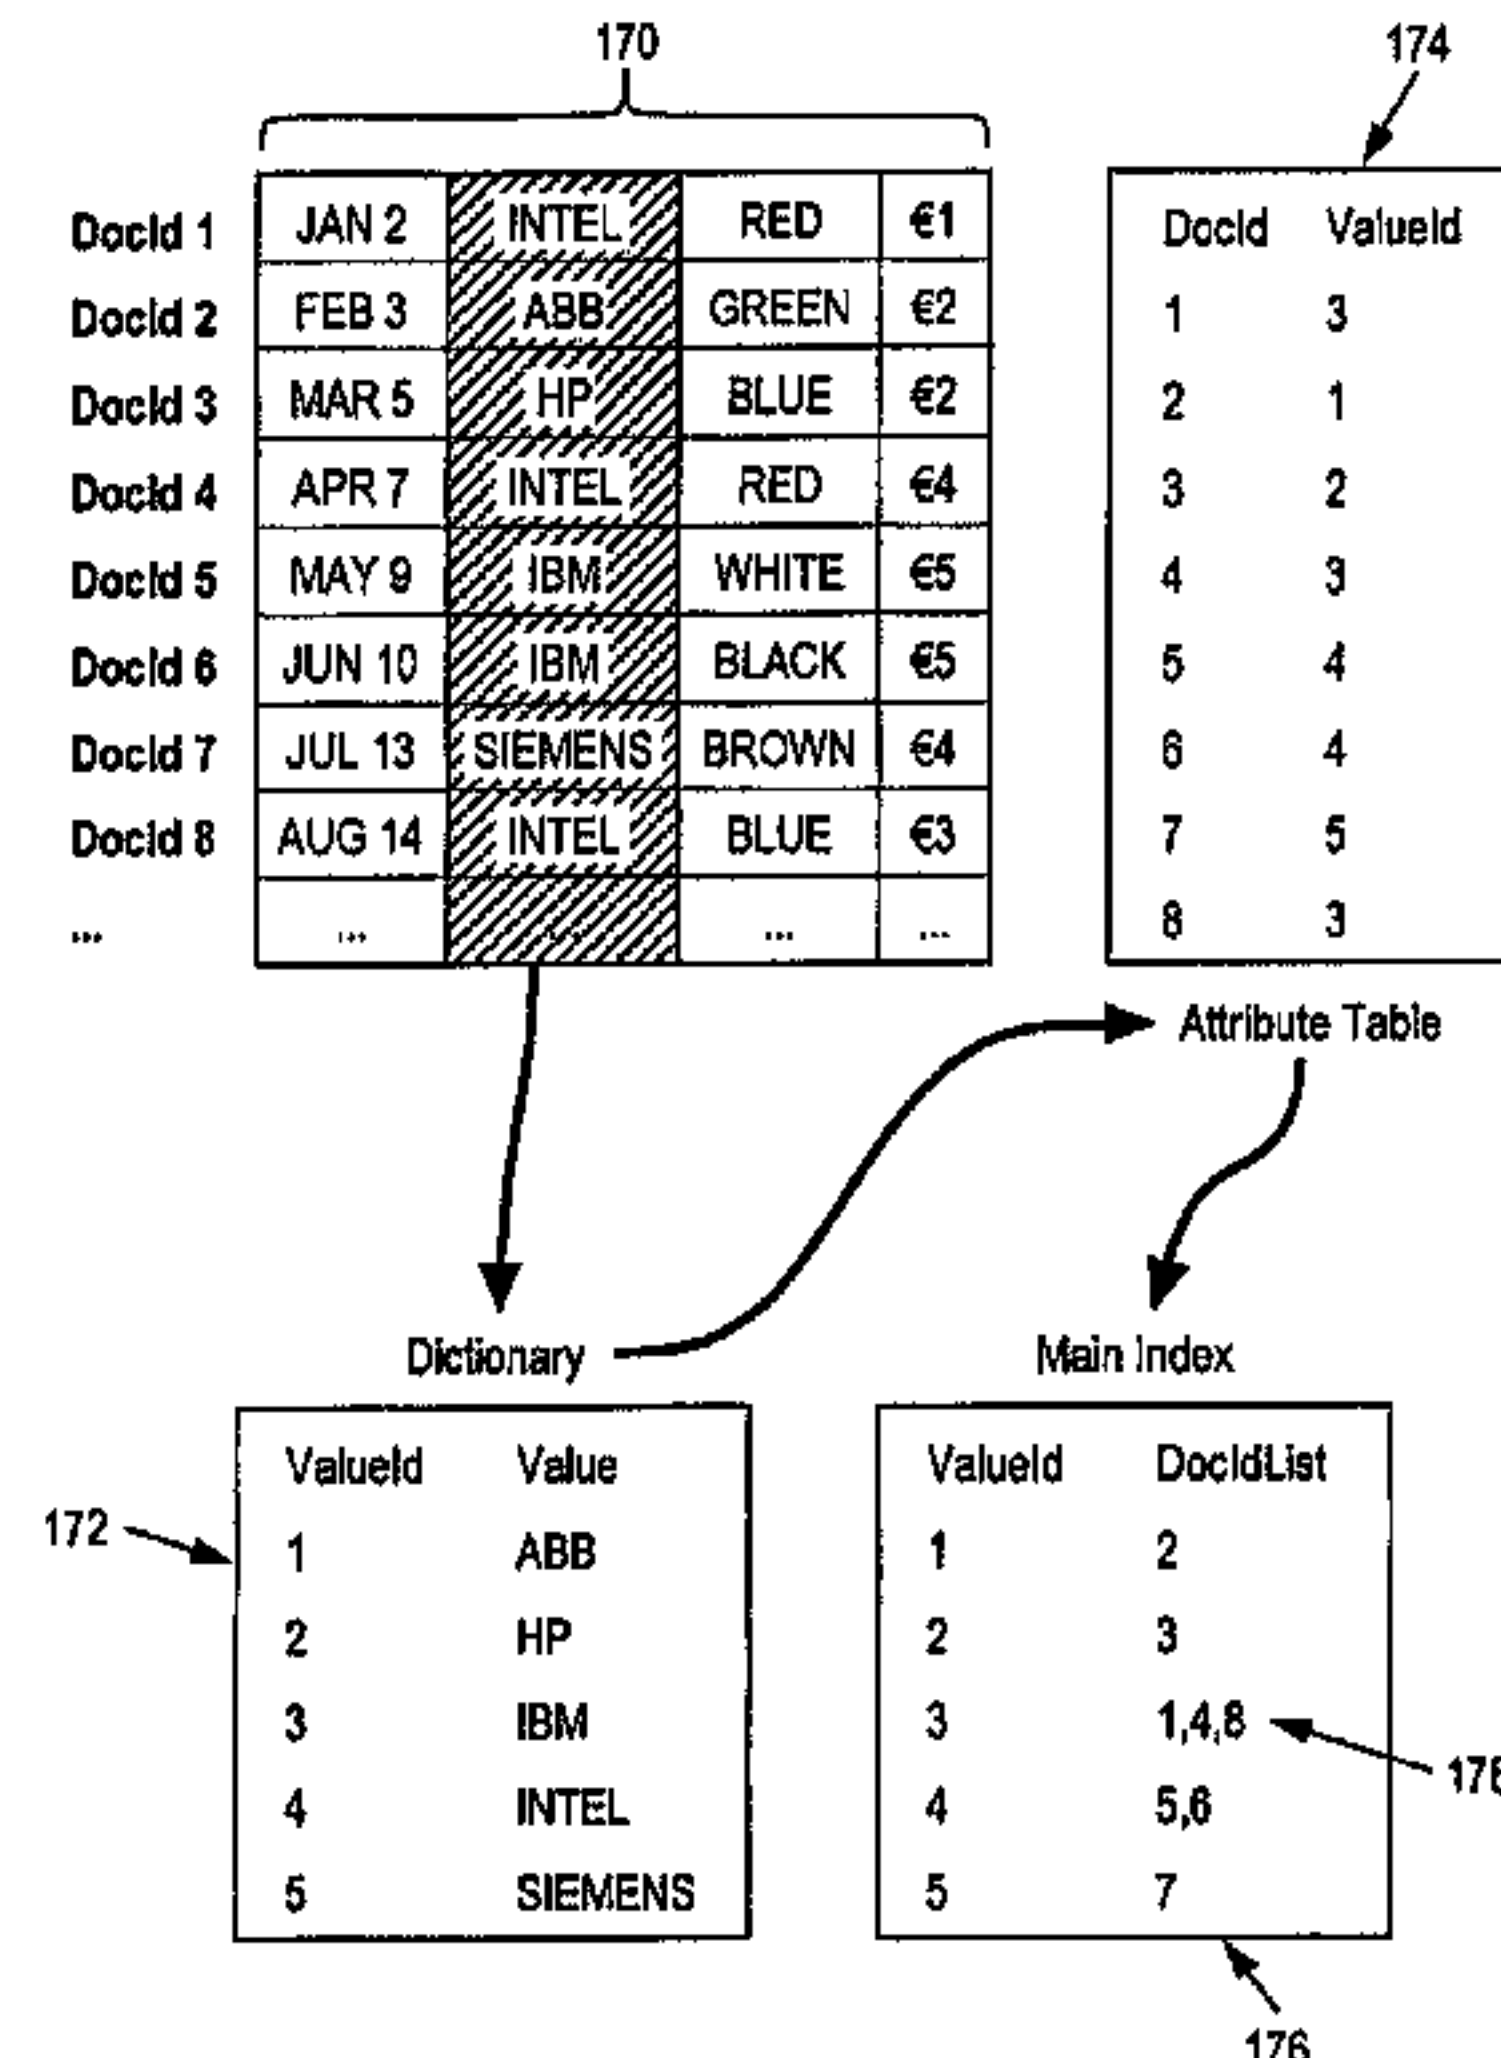 170
174
DocId 1 JAN 2 INTEL RED €1
DocId 2 FEB 3 ABB GREEN €2
DocId 3 MAR 5 HP BLUE €2
DocId 4 APR 7 INTEL RED €4
DocId 5 MAY 9 IBM WHITE €5
DocId 6 JUN 10 IBM BLACK €5
DocId 7 JUL 13 SIEMENS BROWN €4
DocId 8 AUG 14 INTEL BLUE €3
... ... ... ... ...
DocId ValueId
1 3
2 1
3 2
4 3
5 4
6 4
7 5
8 3
Attribute Table
Dictionary
ValueId Value
1 ABB
2 HP
3 IBM
4 INTEL
5 SIEMENS
172
Main Index
ValueId DocIdList
1 2
2 3
3 1,4,8
4 5,6
5 7
176